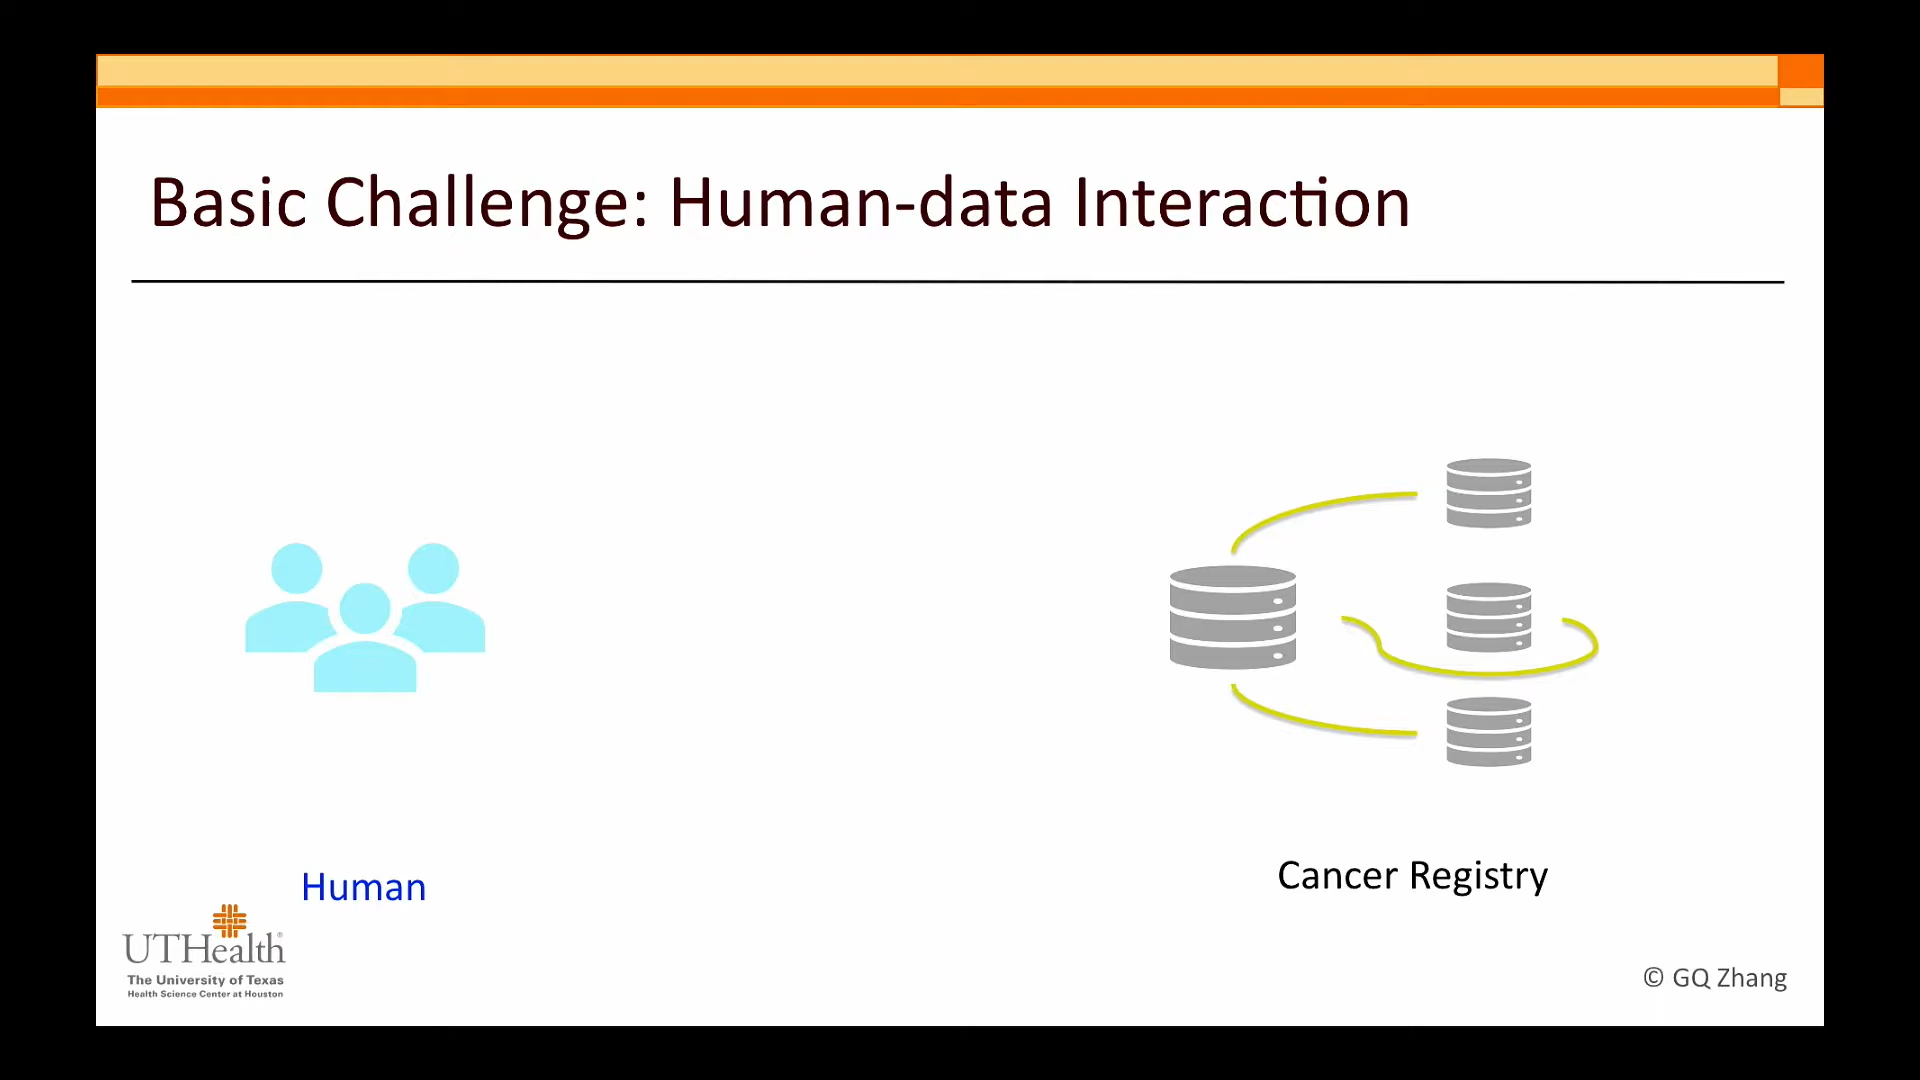 Basic Challenge: Human-data Interaction
Human
Cancer Registry
UTHealth®
The University of Texas
Health Science Center at Houston
© GQ Zhang